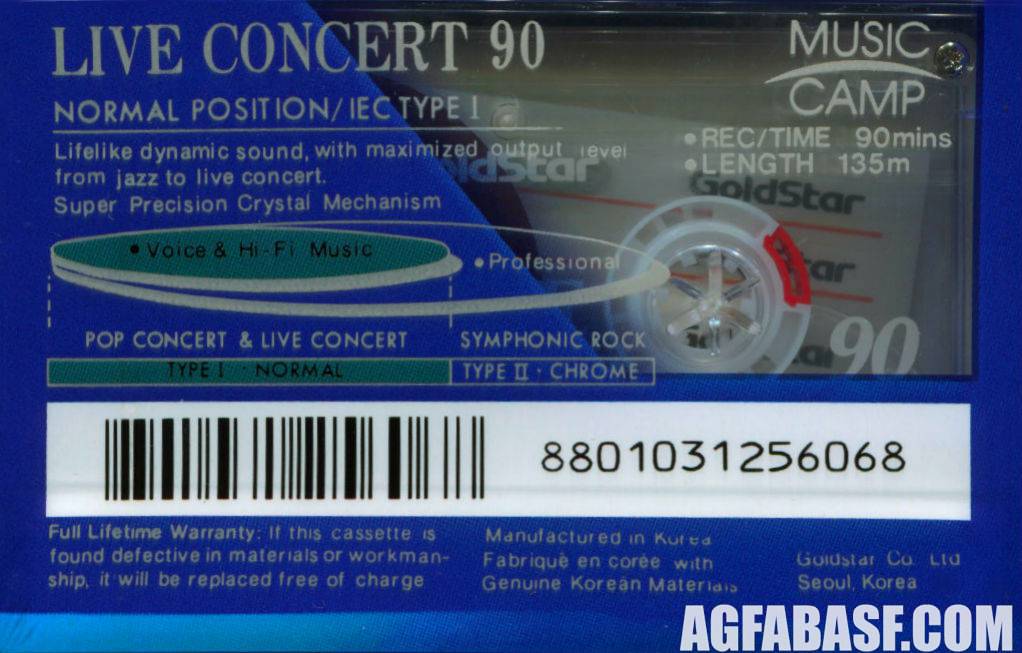 LIVE CONCERT 90
MUSIC
CAMP
NORMAL POSITION/IEC TYPE I
Lifelike dynamic sound, with maximized output level
from jazz to live concert.
Super Precision Crystal Mechanism
• REC/TIME 90mins
• LENGTH 135m
GoldStar
• Voice & Hi-Fi Music
• Professional
POP CONCERT & LIVE CONCERT
SYMPHONIC ROCK
TYPE I · NORMAL
TYPE II · CHROME
90
8801031256068
Full Lifetime Warranty: If this cassette is
found defective in materials or workman-
ship, it will be replaced free of charge
Manufactured in Korea
Fabriquè en corée with
Genuine Koreän Materials
Goldstar Co. Ltd
Seoul, Korea
AGFABASF.COM